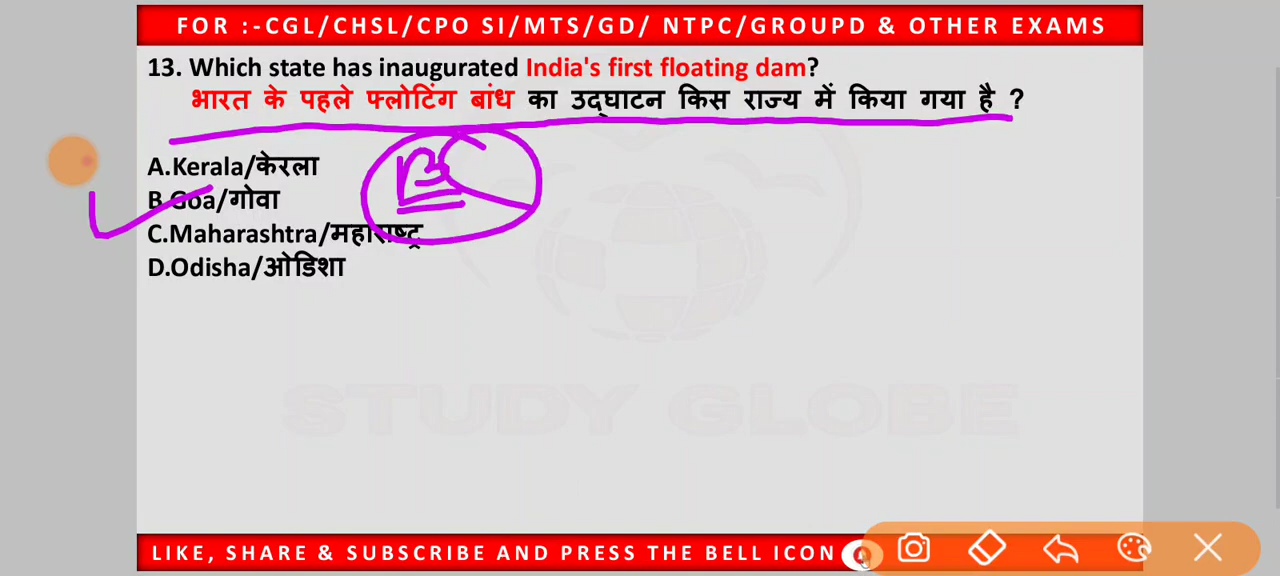 FOR :-CGL/CHSL/CPO SI/MTS/GD/ NTPC/GROUPD & OTHER EXAMS
13. Which state has inaugurated India's first floating dam?
भारत के पहले फ्लोटिंग बांध का उद्घाटन किस राज्य में किया गया है ?
A.Kerala/केरला
B
B.Goa/गोवा
C.Maharashtra/महाराष्ट्र
D.Odisha/ओडिशा
STUDY GLOBE
LIKE, SHARE & SUBSCRIBE AND PRESS THE BELL ICON